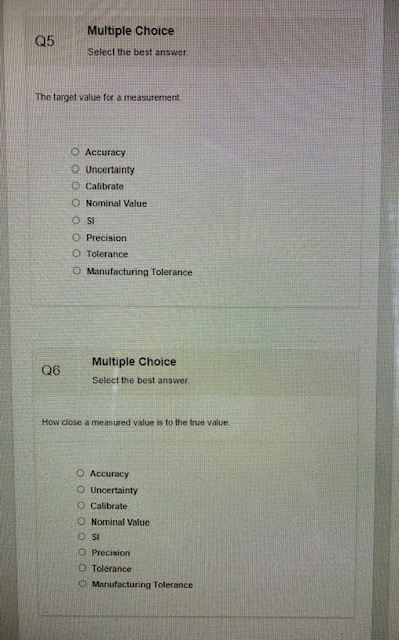 Q5
Multiple Choice
Select the best answer.
The target value for a measurement.
Accuracy
Uncertainty
Calibrate
Nominal Value
SI
Precision
Tolerance
Manufacturing Tolerance
Q6
Multiple Choice
Select the best answer.
How close a measured value is to the true value.
Accuracy
Uncertainty
Calibrate
Nominal Value
SI
Precision
Tolerance
Manufacturing Tolerance